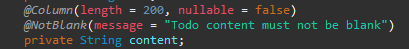 @Column(length = 200, nullable = false)
@NotBlank(message = "Todo content must not be blank")
private String content;